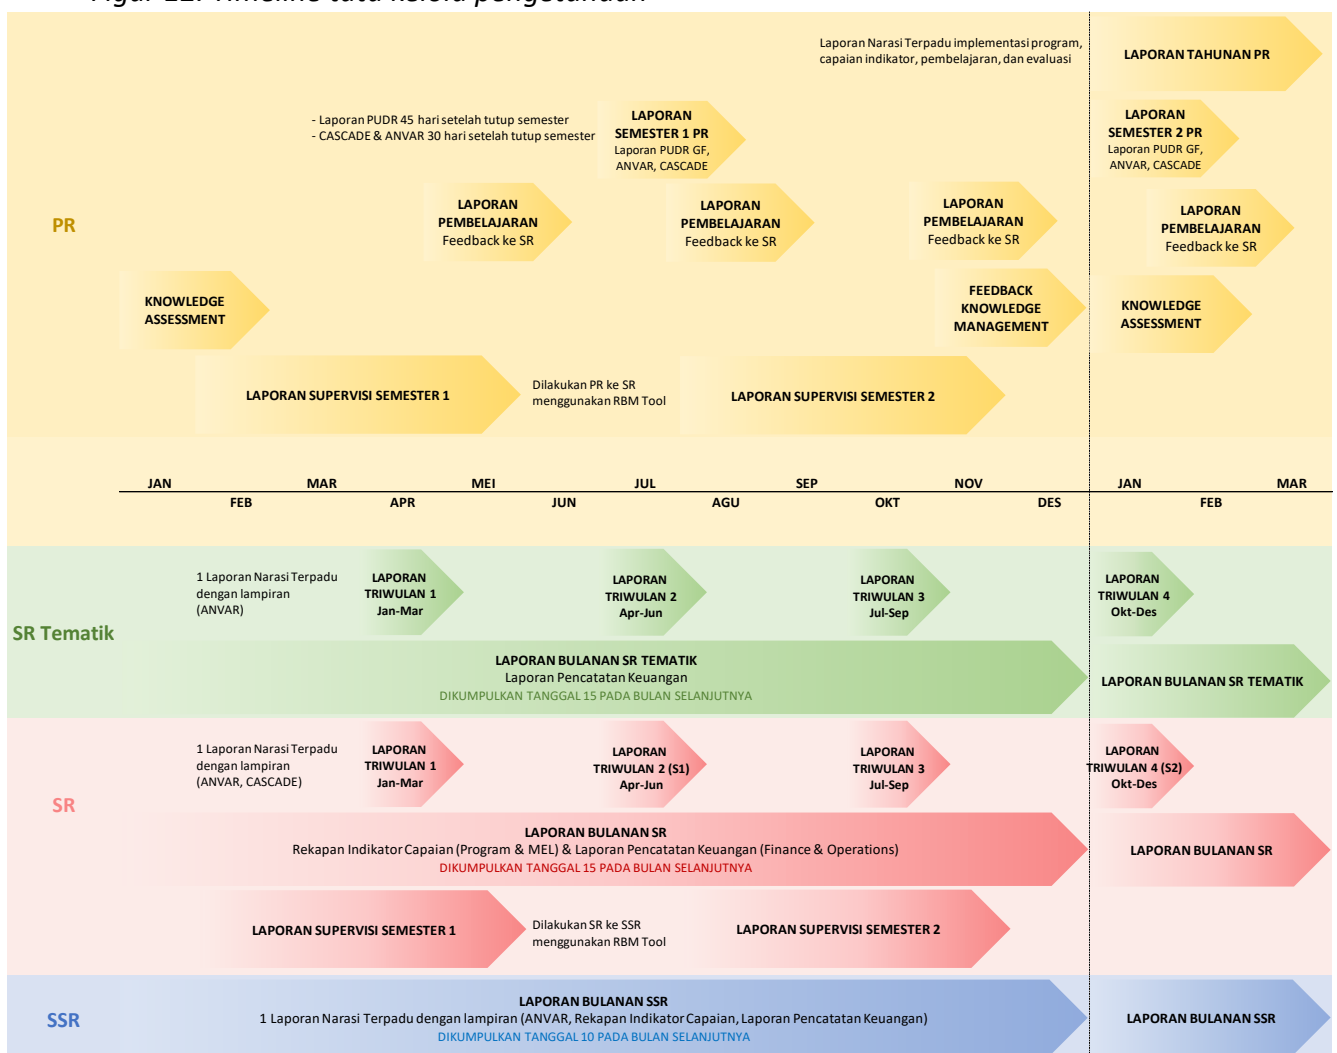 Figur 12. Timeline tata kelola pengetahuan
Laporan Narasi Terpadu implementasi program,
capaian indikator, pembelajaran, dan evaluasi
LAPORAN TAHUNAN PR
- Laporan PUDR 45 hari setelah tutup semester
- CASCADE & ANVAR 30 hari setelah tutup semester
LAPORAN
SEMESTER 1 PR
Laporan PUDR GF,
ANVAR, CASCADE
LAPORAN
SEMESTER 2 PR
Laporan PUDR GF,
ANVAR, CASCADE
PR
LAPORAN
PEMBELAJARAN
Feedback ke SR
LAPORAN
PEMBELAJARAN
Feedback ke SR
LAPORAN
PEMBELAJARAN
Feedback ke SR
LAPORAN
PEMBELAJARAN
Feedback ke SR
KNOWLEDGE
ASSESSMENT
FEEDBACK
KNOWLEDGE
MANAGEMENT
KNOWLEDGE
ASSESSMENT
LAPORAN SUPERVISI SEMESTER 1
Dilakukan PR ke SR
menggunakan RBM Tool
LAPORAN SUPERVISI SEMESTER 2
JAN MAR MEI JUL SEP NOV JAN MAR
FEB APR JUN AGU OKT DES FEB
SR Tematik
1 Laporan Narasi Terpadu
dengan lampiran
(ANVAR)
LAPORAN
TRIWULAN 1
Jan-Mar
LAPORAN
TRIWULAN 2
Apr-Jun
LAPORAN
TRIWULAN 3
Jul-Sep
LAPORAN
TRIWULAN 4
Okt-Des
LAPORAN BULANAN SR TEMATIK
Laporan Pencatatan Keuangan
DIKUMPULKAN TANGGAL 15 PADA BULAN SELANJUTNYA
LAPORAN BULANAN SR TEMATIK
SR
1 Laporan Narasi Terpadu
dengan lampiran
(ANVAR, CASCADE)
LAPORAN
TRIWULAN 1
Jan-Mar
LAPORAN
TRIWULAN 2 (S1)
Apr-Jun
LAPORAN
TRIWULAN 3
Jul-Sep
LAPORAN
TRIWULAN 4 (S2)
Okt-Des
LAPORAN BULANAN SR
Rekapan Indikator Capaian (Program & MEL) & Laporan Pencatatan Keuangan (Finance & Operations)
DIKUMPULKAN TANGGAL 15 PADA BULAN SELANJUTNYA
LAPORAN BULANAN SR
LAPORAN SUPERVISI SEMESTER 1
Dilakukan SR ke SSR
menggunakan RBM Tool
LAPORAN SUPERVISI SEMESTER 2
SSR
LAPORAN BULANAN SSR
1 Laporan Narasi Terpadu dengan lampiran (ANVAR, Rekapan Indikator Capaian, Laporan Pencatatan Keuangan)
DIKUMPULKAN TANGGAL 10 PADA BULAN SELANJUTNYA
LAPORAN BULANAN SSR